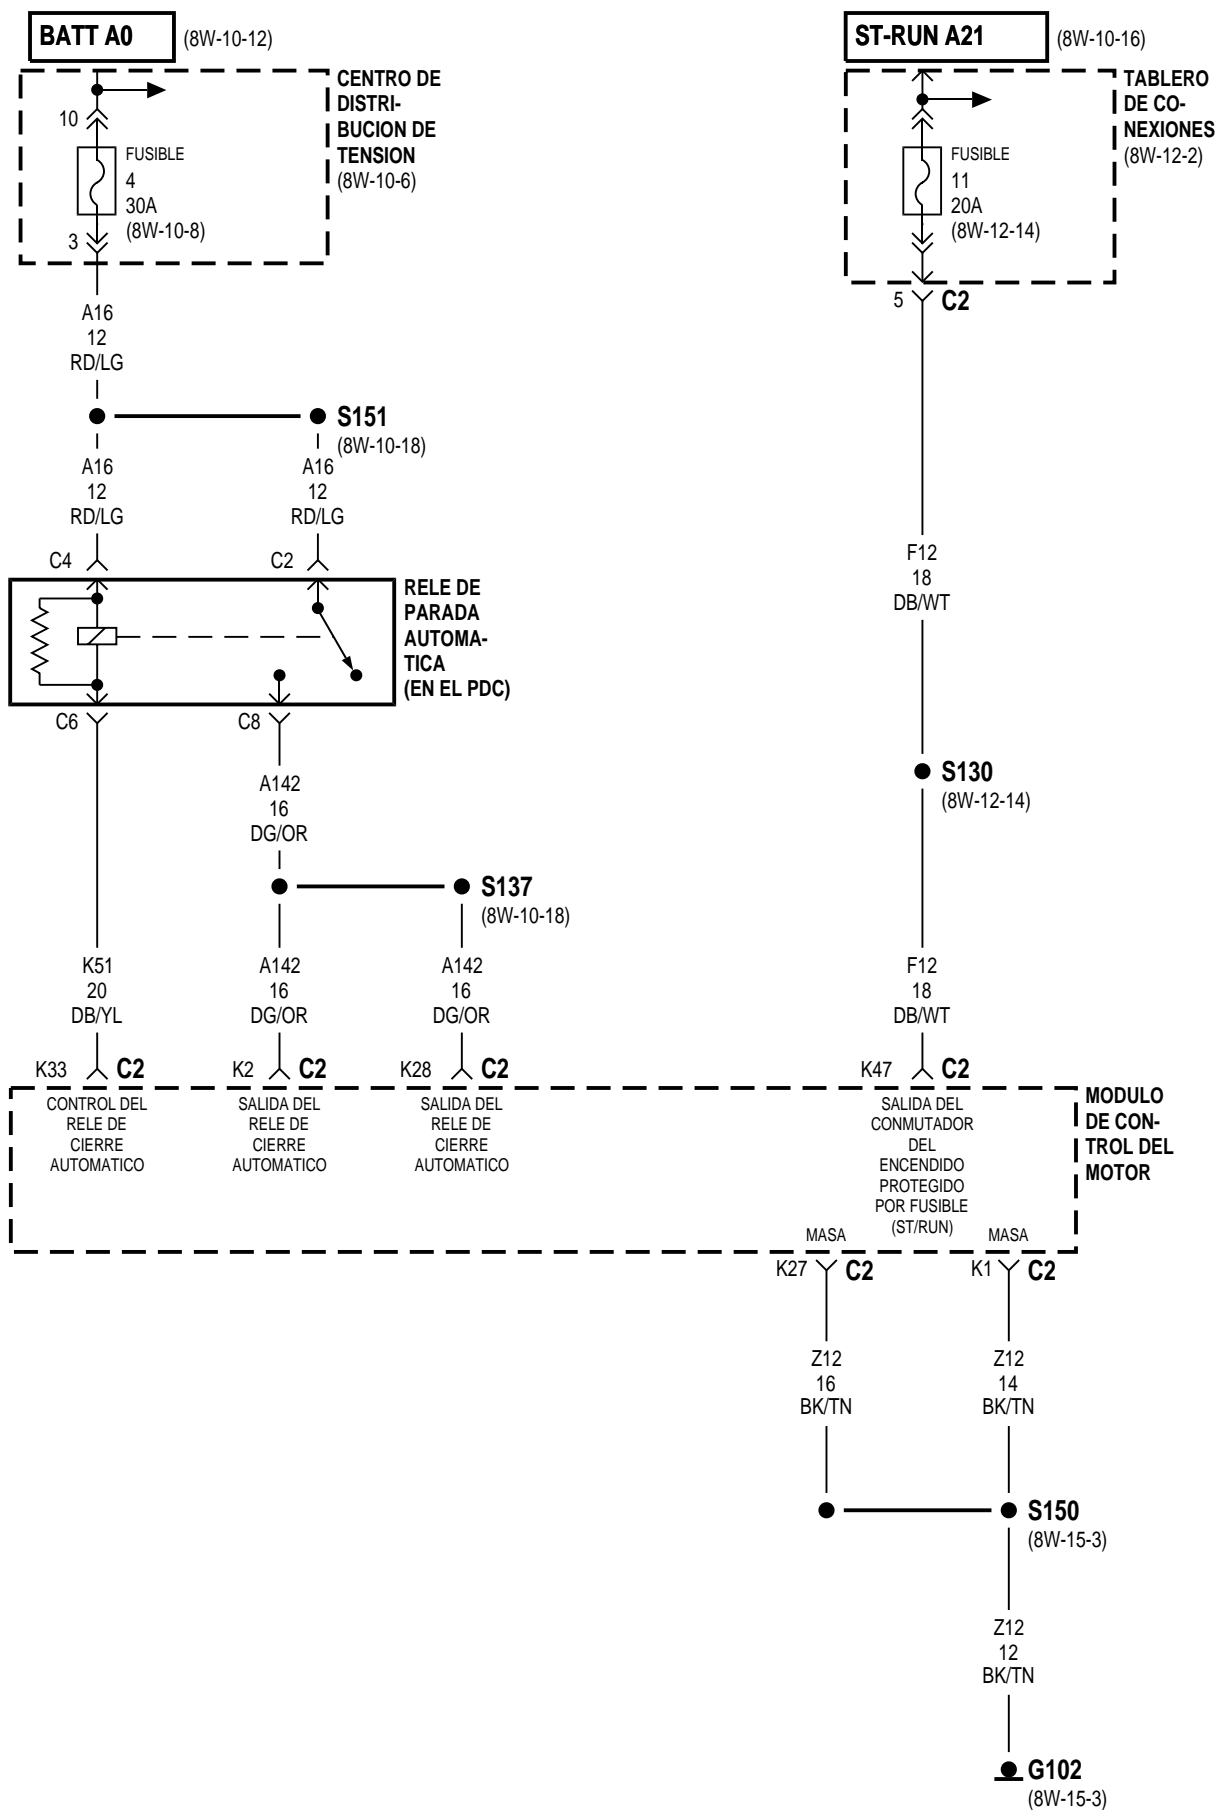 BATT A0 (8W-10-12)
CENTRO DE
DISTRI-
BUCION DE
TENSION
(8W-10-6)
10
FUSIBLE
4
30A
(8W-10-8)
3
A16
12
RD/LG
S151
(8W-10-18)
A16
12
RD/LG
A16
12
RD/LG
C4
C2
RELE DE
PARADA
AUTOMA-
TICA
(EN EL PDC)
C6
C8
A142
16
DG/OR
S137
(8W-10-18)
K51
20
DB/YL
A142
16
DG/OR
A142
16
DG/OR
ST-RUN A21 (8W-10-16)
TABLERO
DE CO-
NEXIONES
(8W-12-2)
FUSIBLE
11
20A
(8W-12-14)
5 C2
F12
18
DB/WT
S130
(8W-12-14)
F12
18
DB/WT
K33 C2
K2 C2
K28 C2
K47 C2
CONTROL DEL
RELE DE
CIERRE
AUTOMATICO
SALIDA DEL
RELE DE
CIERRE
AUTOMATICO
SALIDA DEL
RELE DE
CIERRE
AUTOMATICO
SALIDA DEL
CONMUTADOR
DEL
ENCENDIDO
PROTEGIDO
POR FUSIBLE
(ST/RUN)
MODULO
DE CON-
TROL DEL
MOTOR
MASA
MASA
K27 C2
K1 C2
Z12
16
BK/TN
Z12
14
BK/TN
S150
(8W-15-3)
Z12
12
BK/TN
G102
(8W-15-3)